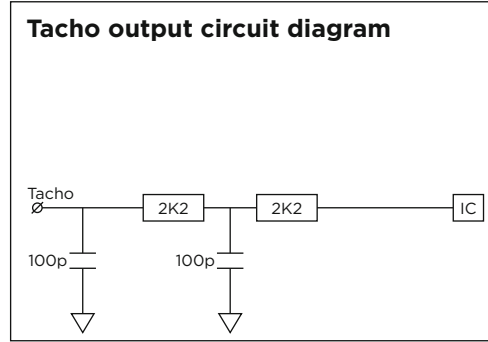 Tacho output circuit diagram
Tacho
2K2 2K2 IC
100p 100p